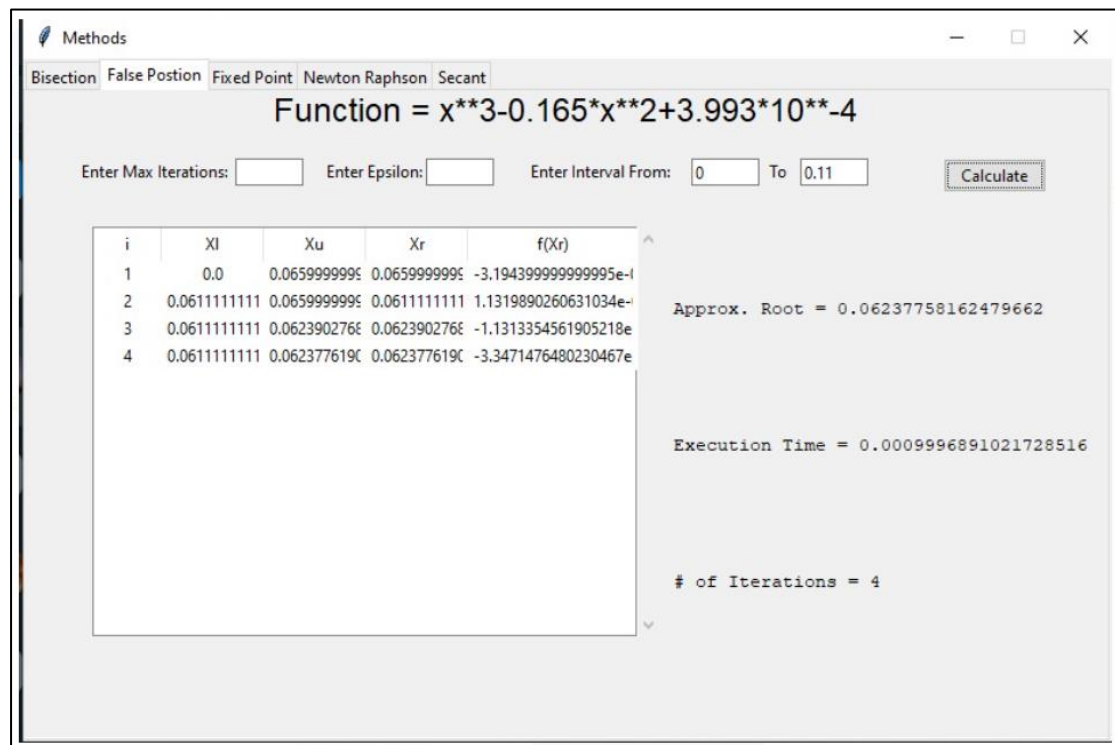 Methods
Bisection False Postion Fixed Point Newton Raphson Secant
Function = x**3-0.165*x**2+3.993*10**-4
Enter Max Iterations: Enter Epsilon: Enter Interval From: 0 To 0.11 Calculate
i Xl Xu Xr f(Xr)
1 0.0 0.0659999999 0.0659999999 -3.194399999999995e-
2 0.0611111111 0.0659999999 0.0611111111 1.1319890260631034e-
3 0.0611111111 0.0623902768 0.0623902768 -1.1313354561905218e
4 0.0611111111 0.0623776190 0.0623776190 -3.3471476480230467e
Approx. Root = 0.06237758162479662
Execution Time = 0.0009996891021728516
# of Iterations = 4